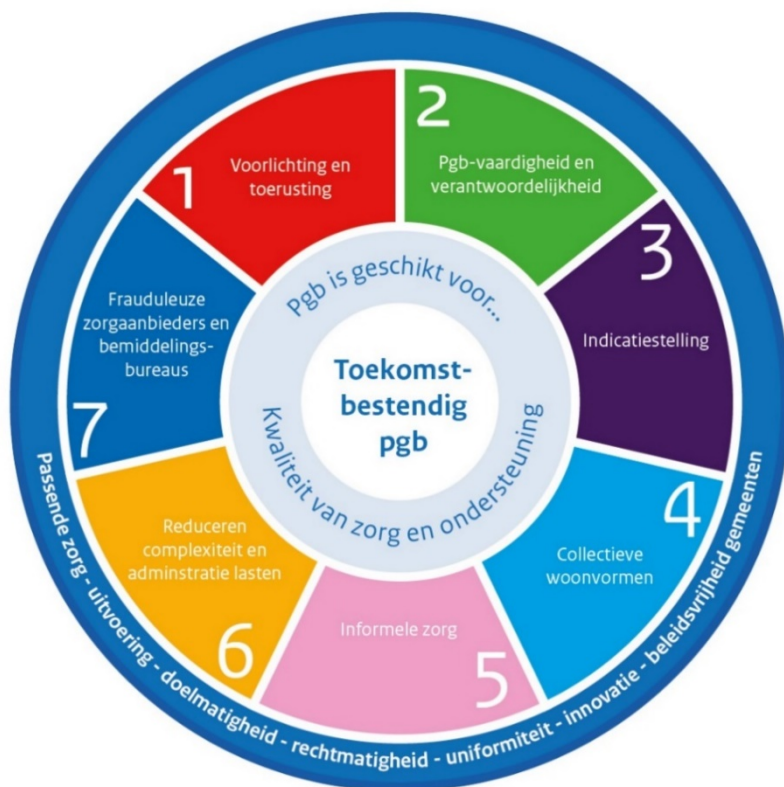 1
Voorlichting en
toerusting
2
Pgb-vaardigheid en
verantwoordelijkheid
3
Indicatiestelling
4
Collectieve
woonvormen
5
Informele zorg
6
Reduceren
complexiteit en
adminstratie lasten
7
Frauduleuze
zorgaanbieders en
bemiddelings-
bureaus
Pgb is geschikt voor...
Toekomst-
bestendig
pgb
Kwaliteit van zorg en ondersteuning
Passende zorg - uitvoering - doelmatigheid - rechtmatigheid - uniformiteit - innovatie - beleidsvrijheid gemeenten